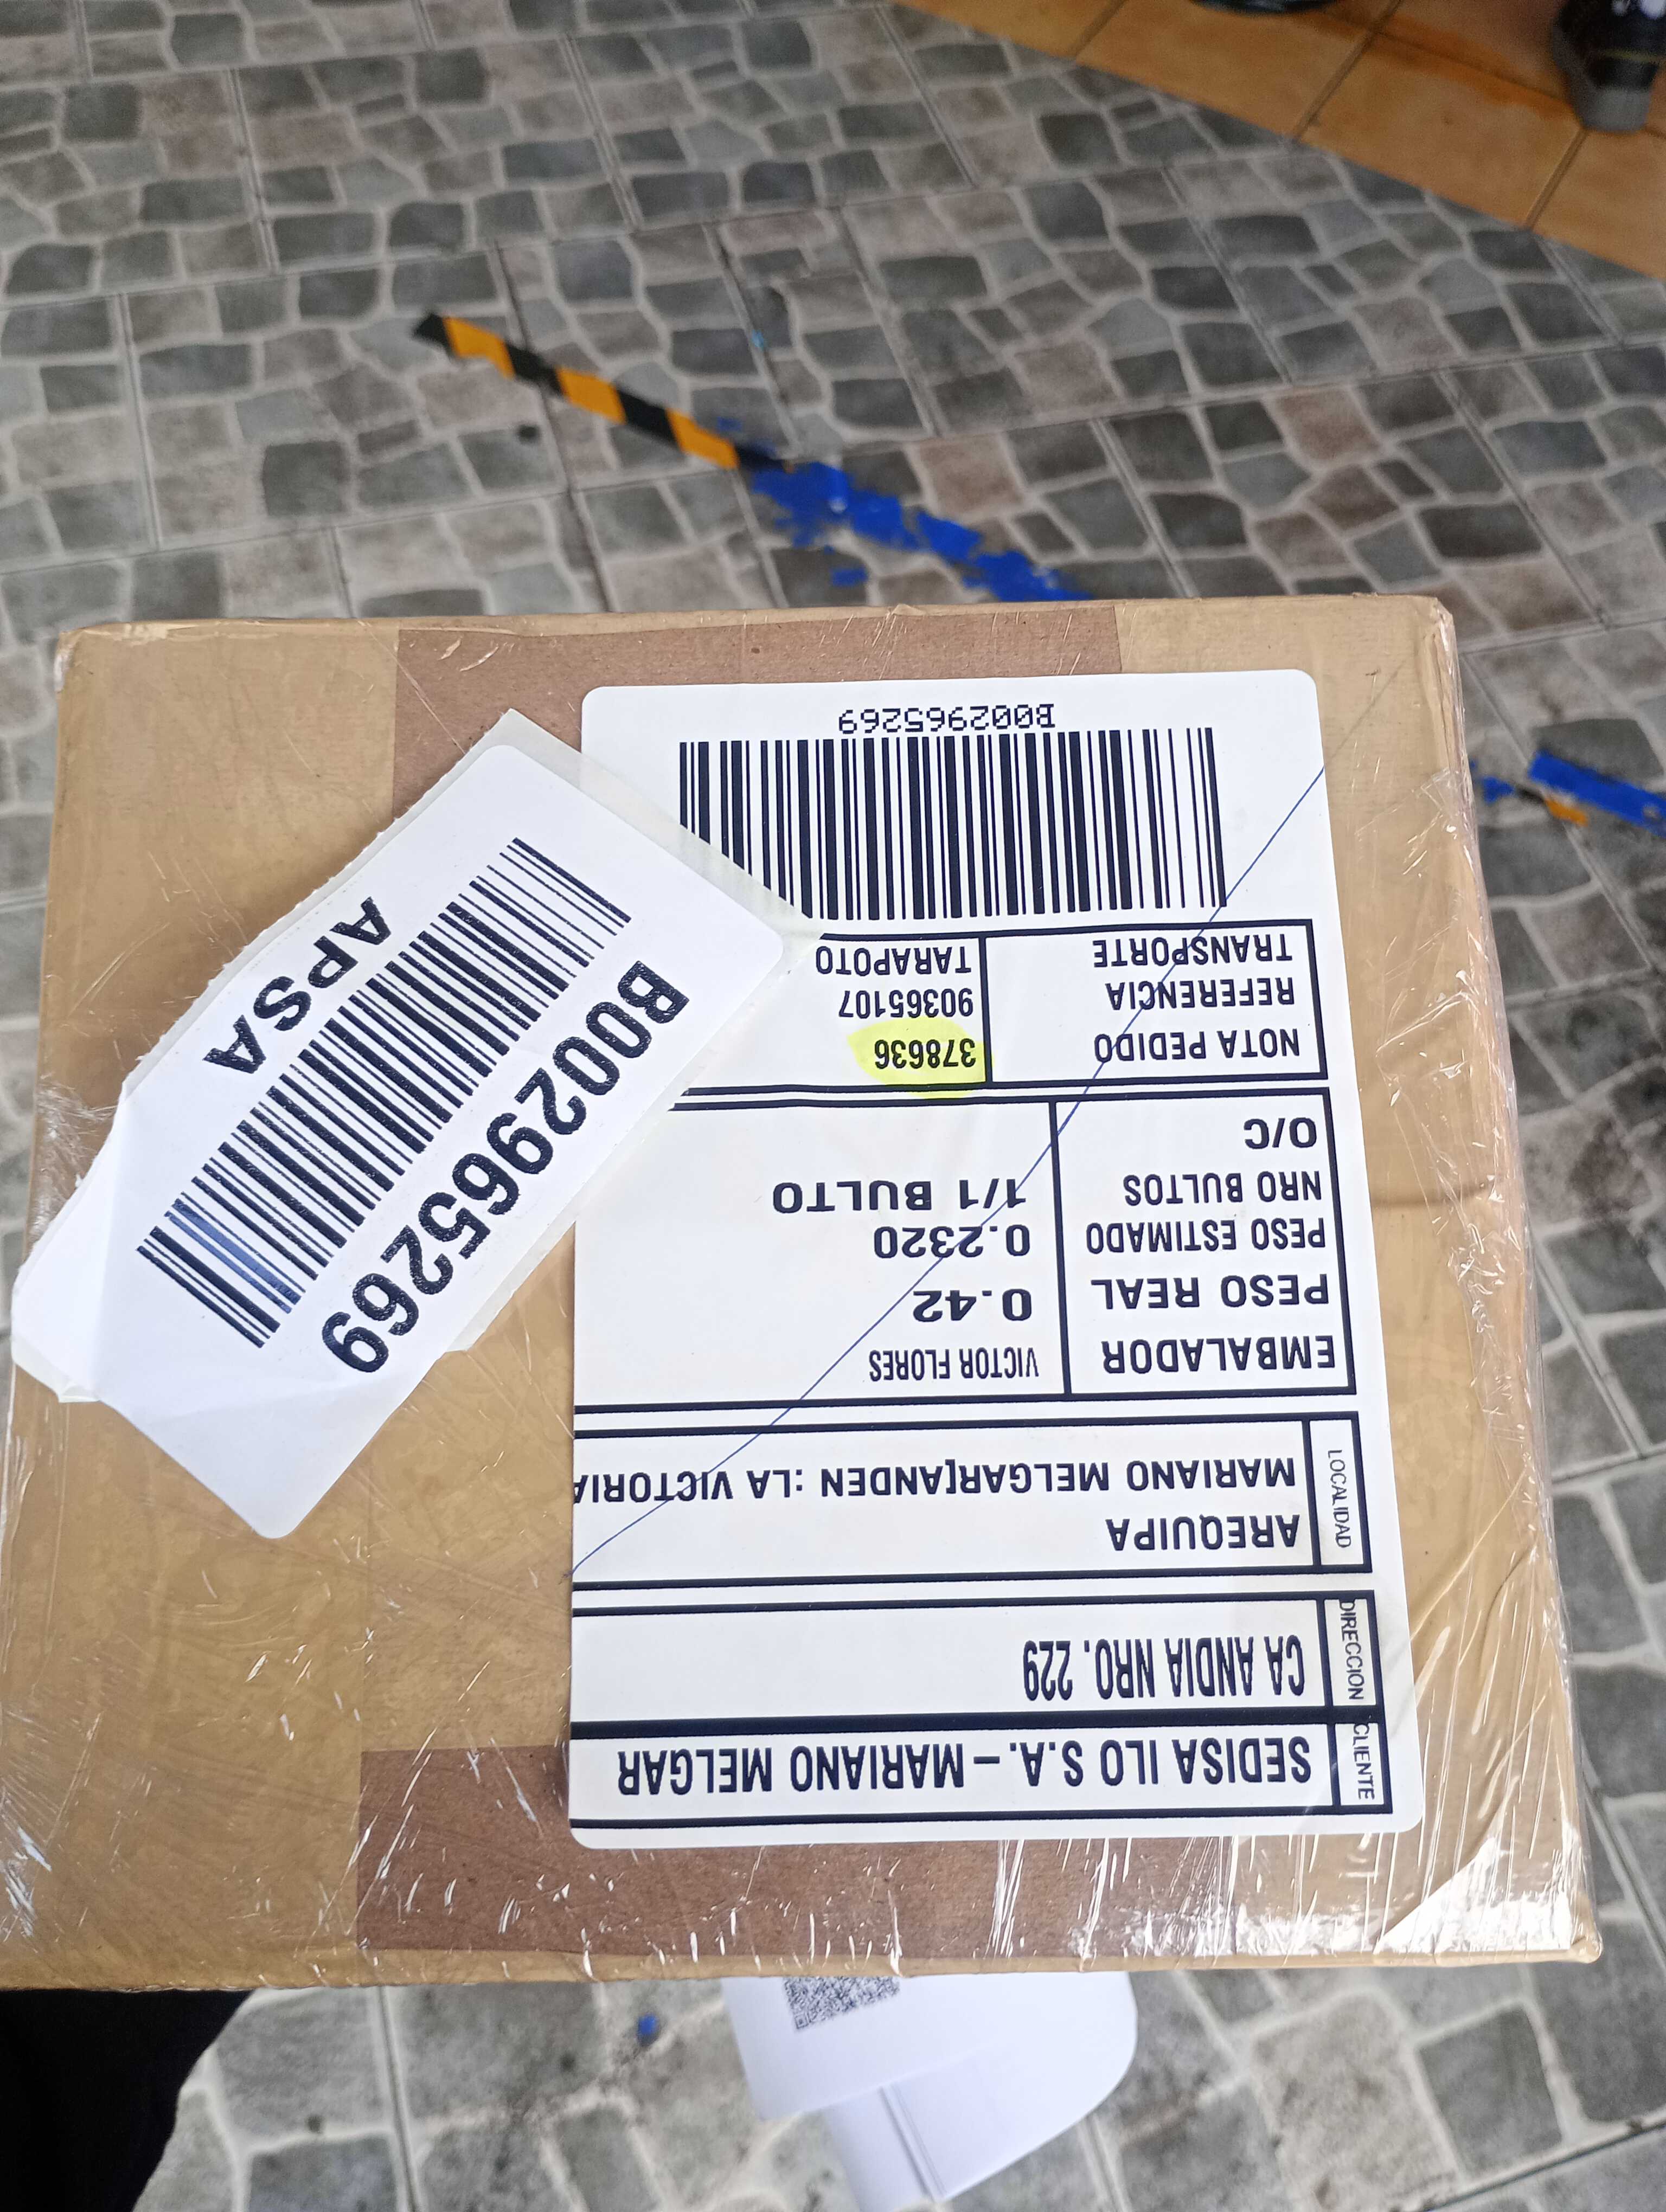 CLIENTE
SEDISA ILO S.A. - MARIANO MELGAR
DIRECCION
CA ANDIA NRO. 229
LOCALIDAD
AREQUIPA
MARIANO MELGAR[ANDEN :LA VICTORIA
EMBALADOR VICTOR FLORES
PESO REAL 0.42
PESO ESTIMADO 0.2320
NRO BULTOS 1/1 BULTO
O/C
NOTA PEDIDO 378636
REFERENCIA 90365107
TRANSPORTE TARAPOTO
B002965269
B002965269
APSA